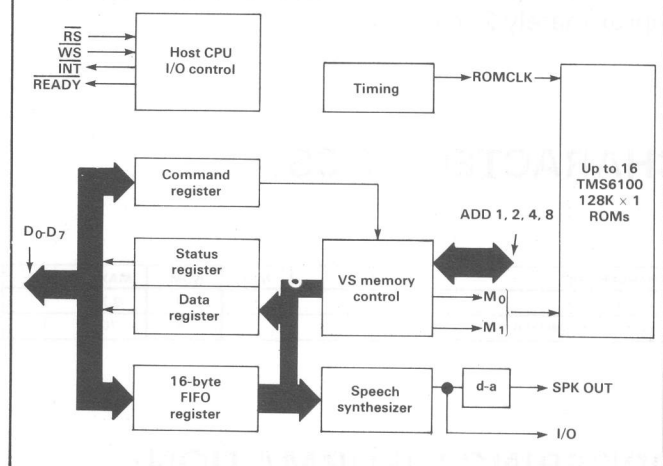 RS
WS
INT
READY
Host CPU
I/O control
Timing
ROMCLK
Up to 16
TMS6100
128K × 1
ROMs
Command
register
ADD 1, 2, 4, 8
D0-D7
Status
register
Data
register
VS memory
control
M0
M1
16-byte
FIFO
register
Speech
synthesizer
d-a
SPK OUT
I/O